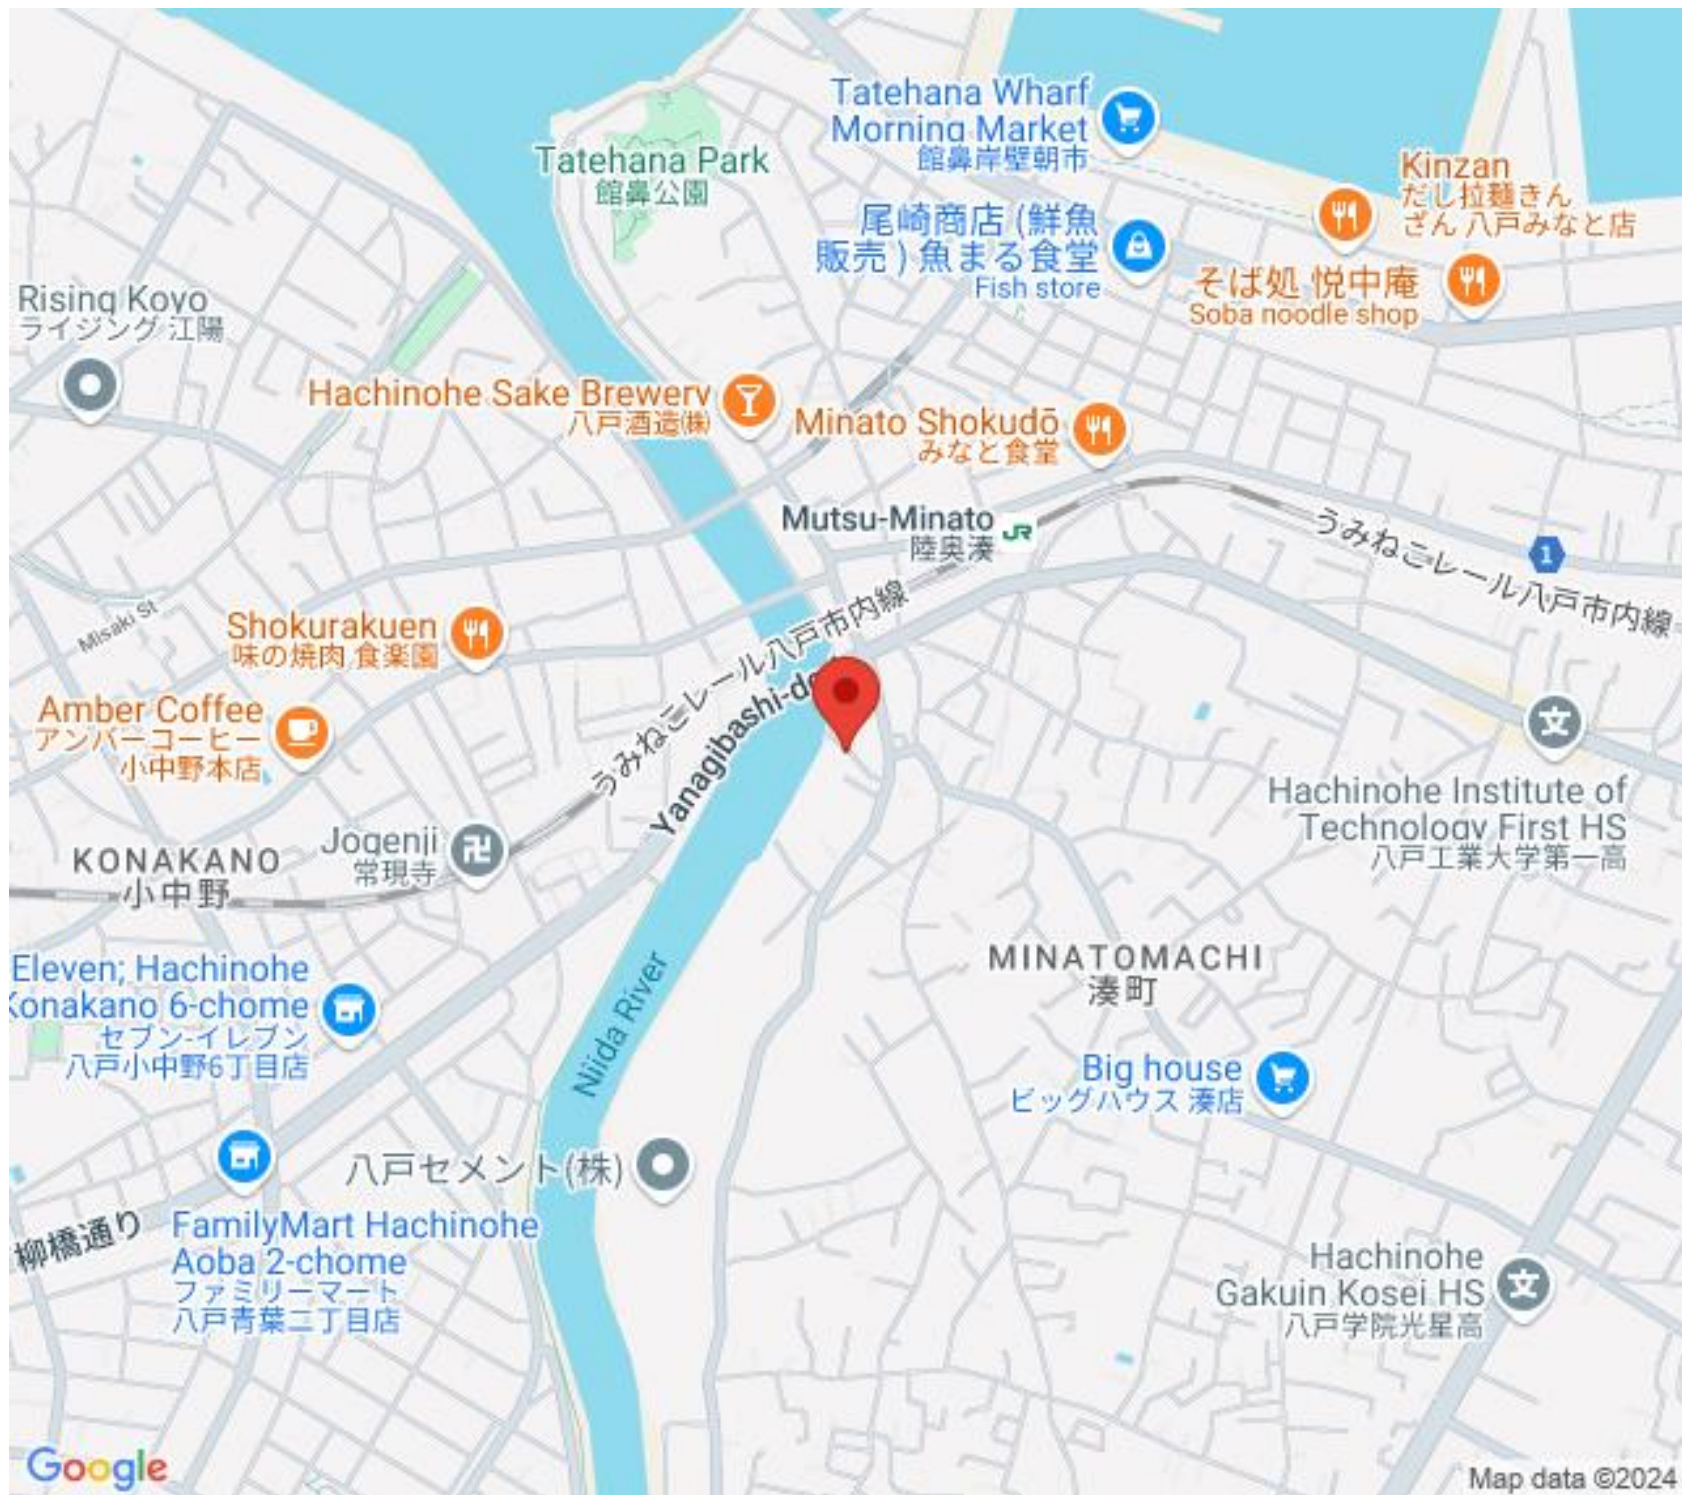 Tatehana Wharf
Morning Market
館鼻岸壁朝市
Tatehana Park
館鼻公園
Kinzan
だし拉麺きん
ざん 八戸みなと店
尾崎商店 (鮮魚
販売) 魚まる食堂
Fish store
そば処 悦中庵
Soba noodle shop
Rising Koyo
ライジング 江陽
Hachinohe Sake Brewery
八戸酒造㈱
Minato Shokudō
みなと食堂
Mutsu-Minato
陸奥湊
JR
うみねこレール八戸市内線
1
Misaki St
Shokurakuen
味の焼肉 食楽園
うみねこレール八戸市内線
Amber Coffee
アンバーコーヒー
小中野本店
文
Hachinohe Institute of
Technology First HS
八戸工業大学第一高
Jogenji
常現寺
卍
KONAKANO
小中野
MINATOMACHI
湊町
Eleven; Hachinohe
Konakano 6-chome
セブン-イレブン
八戸小中野6丁目店
Niida River
Big house
ビッグハウス 湊店
八戸セメント(株)
柳橋通り
FamilyMart Hachinohe
Aoba 2-chome
ファミリーマート
八戸青葉二丁目店
Hachinohe
Gakuin Kosei HS
八戸学院光星高
文
Google
Map data ©2024